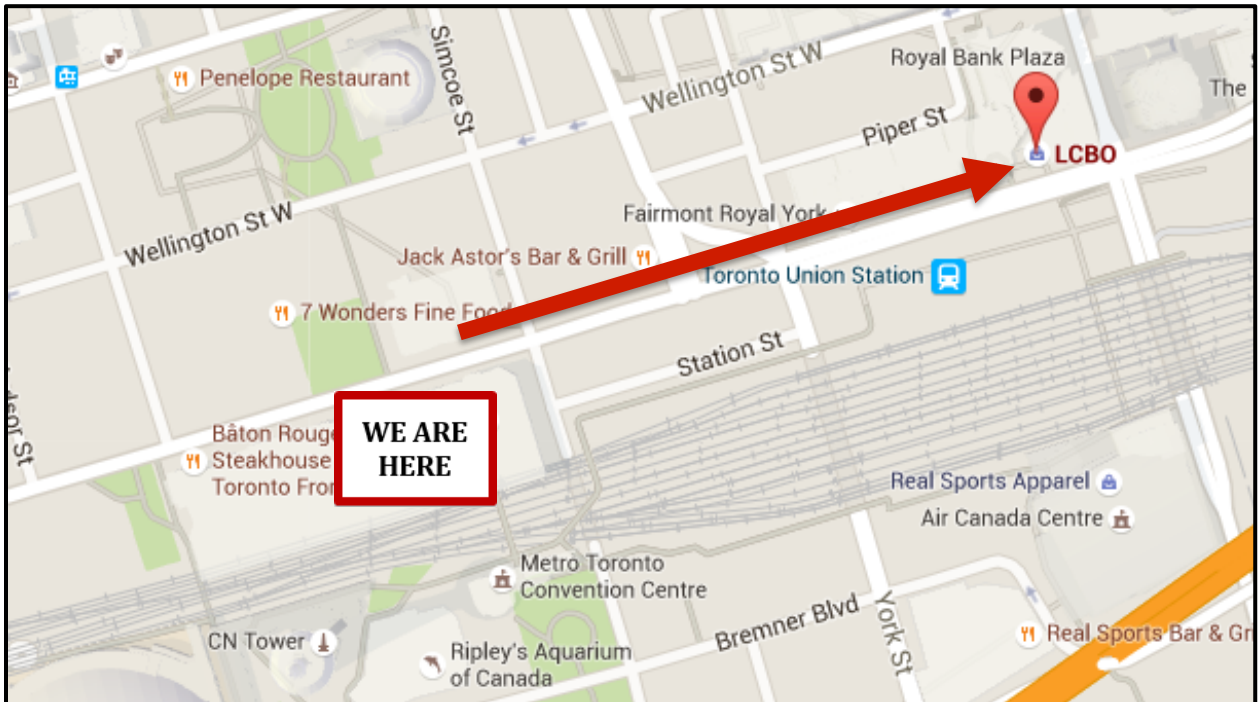 Simcoe St
Penelope Restaurant
Wellington St W
Royal Bank Plaza
The
Piper St
LCBO
Wellington St W
Fairmont Royal York
Jack Astor's Bar & Grill
Toronto Union Station
7 Wonders Fine Food
Station St
WE ARE
HERE
Bâton Roug
Steakhouse
Toronto Fro
Real Sports Apparel
Air Canada Centre
Metro Toronto
Convention Centre
CN Tower
Bremner Blvd
York St
Ripley's Aquarium
of Canada
Real Sports Bar & Gr